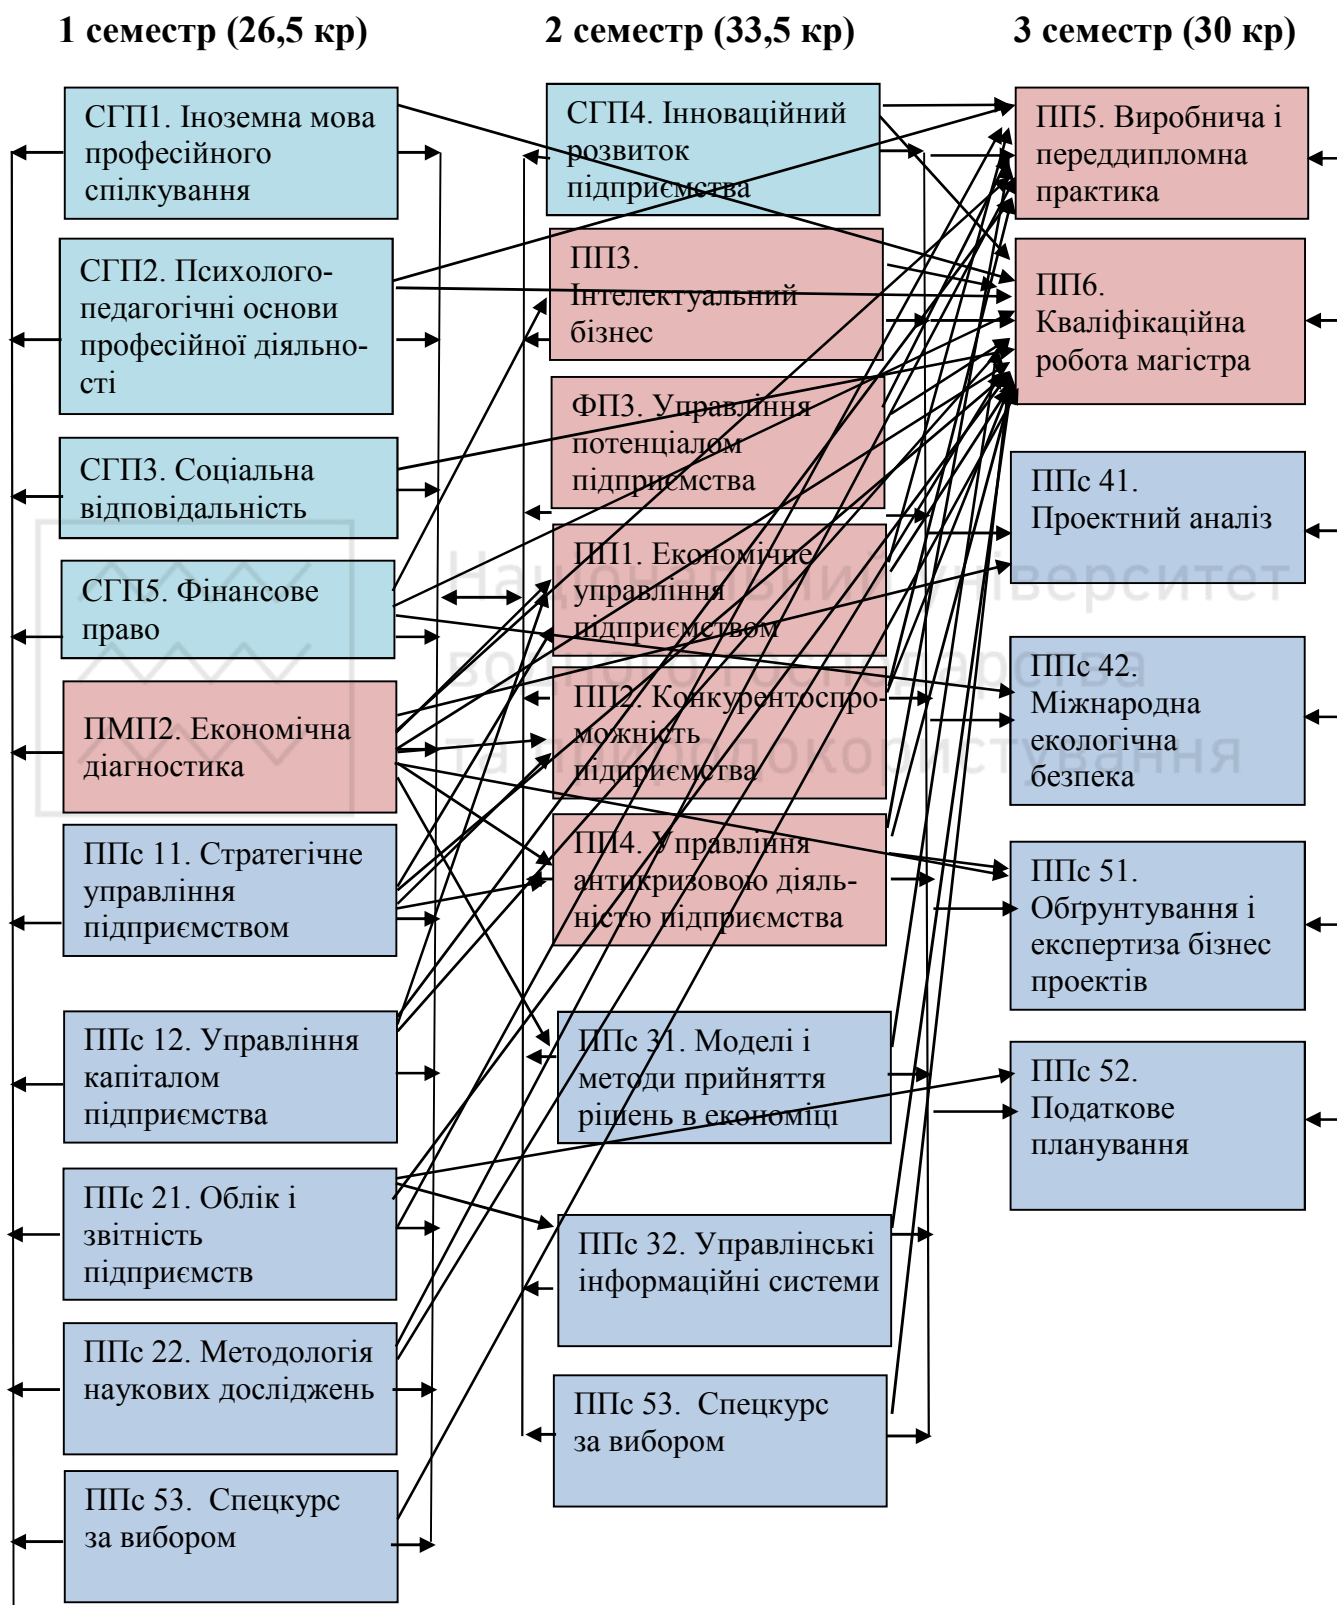 1 семестр (26,5 кр)
2 семестр (33,5 кр)
3 семестр (30 кр)
СГП1. Іноземна мова
професійного
спілкування
СГП2. Психолого-
педагогічні основи
професійної діяльно-
сті
СГП3. Соціальна
відповідальність
СГП5. Фінансове
право
ПМП2. Економічна
діагностика
ППс 11. Стратегічне
управління
підприємством
ППс 12. Управління
капіталом
підприємства
ППс 21. Облік і
звітність
підприємств
ППс 22. Методологія
наукових досліджень
ППс 53. Спецкурс
за вибором
СГП4. Інноваційний
розвиток
підприємства
ПП3.
Інтелектуальний
бізнес
ФП3. Управління
потенціалом
підприємства
ПП1. Економічне
управління
підприємством
ПП2. Конкурентоспро-
можність
підприємства
ПП4. Управління
антикризовою діяль-
ністю підприємства
ППс 31. Моделі і
методи прийняття
рішень в економіці
ППс 32. Управлінські
інформаційні системи
ППс 53. Спецкурс
за вибором
ПП5. Виробнича і
переддипломна
практика
ПП6.
Кваліфікаційна
робота магістра
ППс 41.
Проектний аналіз
ППс 42.
Міжнародна
екологічна
безпека
ППс 51.
Обґрунтування і
експертиза бізнес
проектів
ППс 52.
Податкове
планування
Національний університет
водного господарства
та природокористування